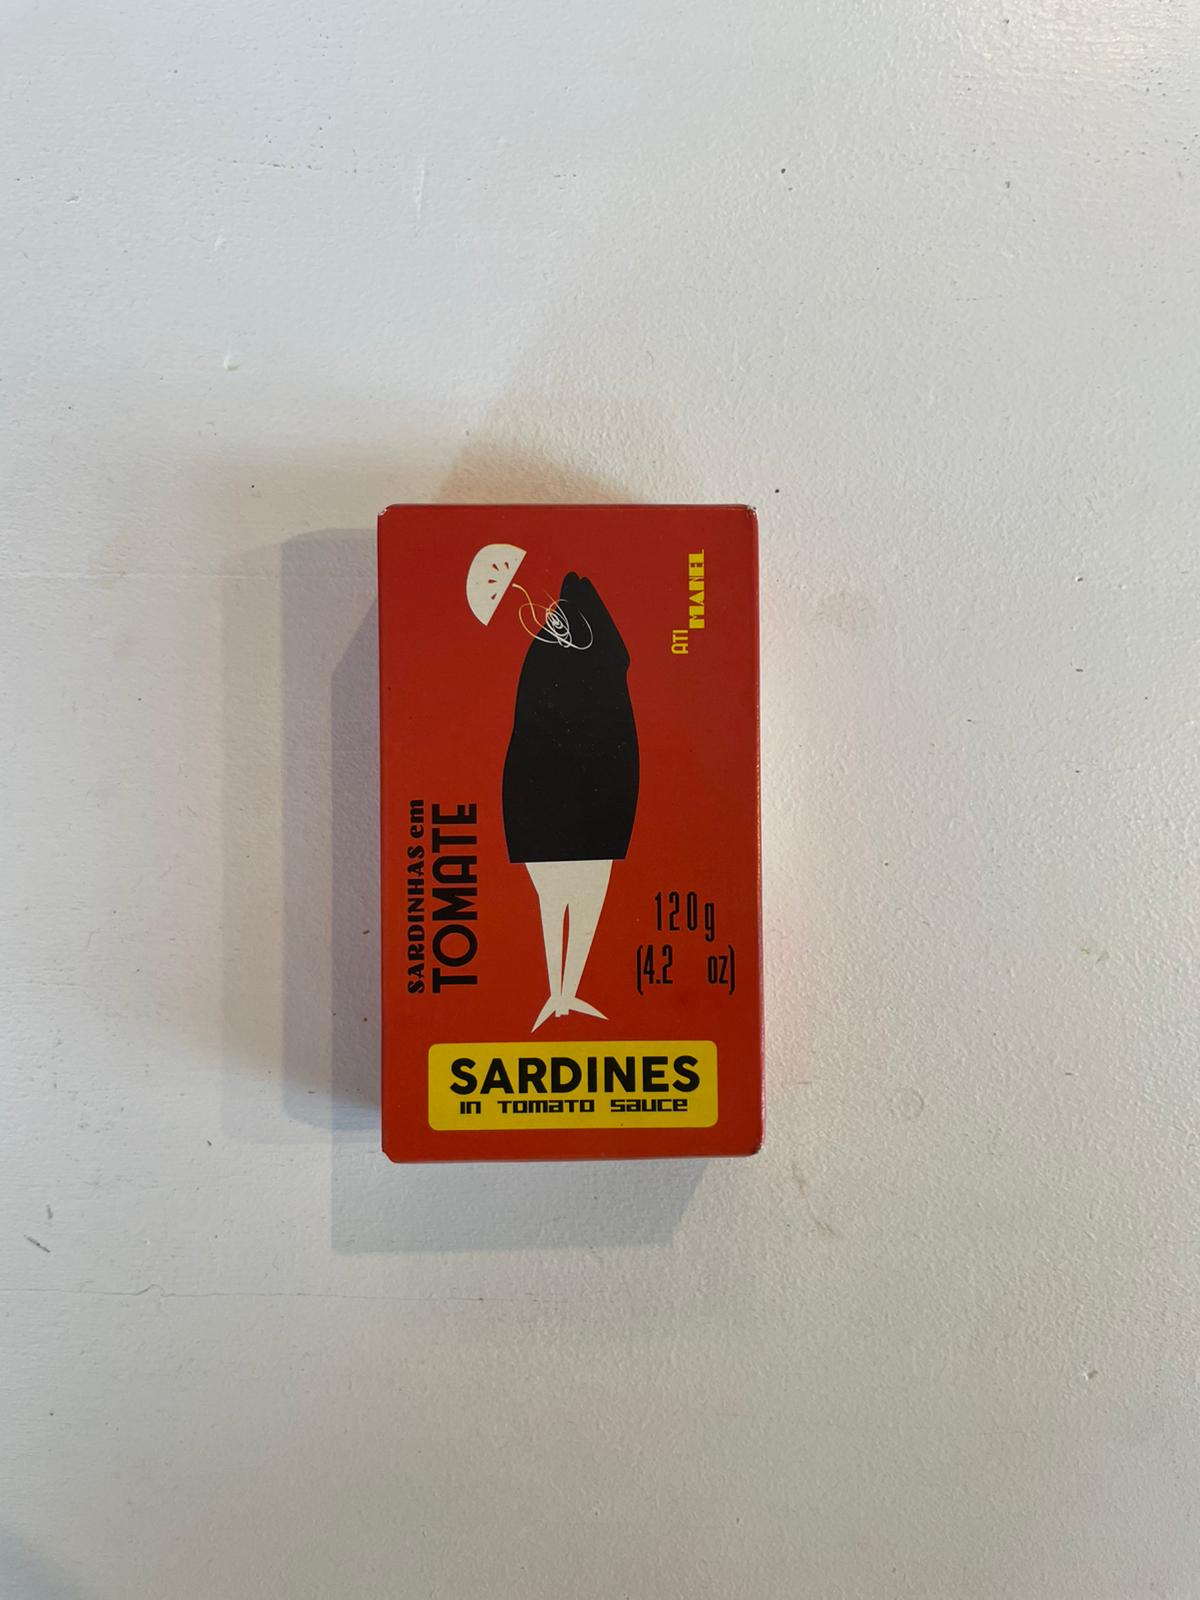 ATI
MANEL
SARDINHAS em
TOMATE
120g
(4.2 oz)
SARDINES
in tomato sauce